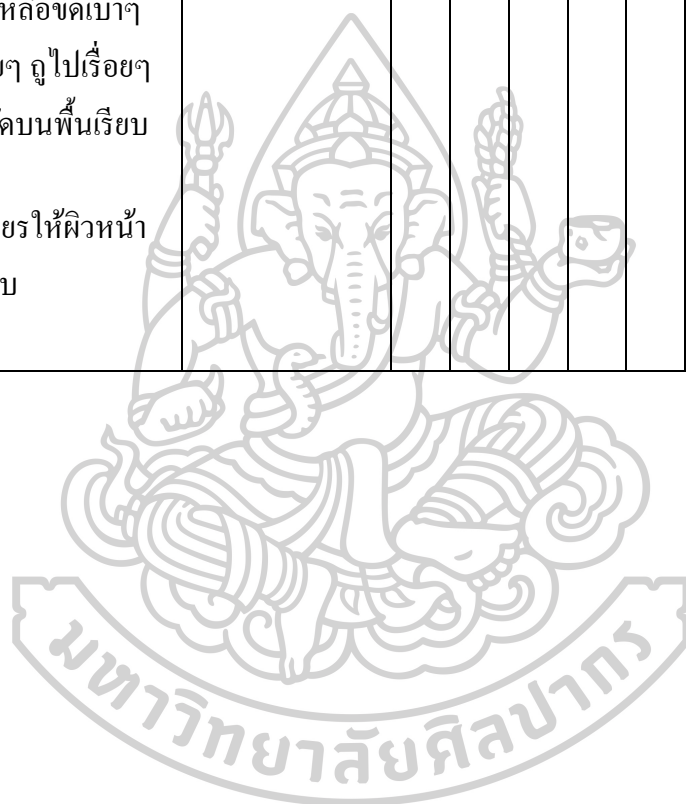 หล่อขัดเบาๆ
ยๆ ถูไปเรื่อยๆ
ดบนพื้นเรียบ
ยรให้ผิวหน้า
บ
มหาวิทยาลัยศิลปากร